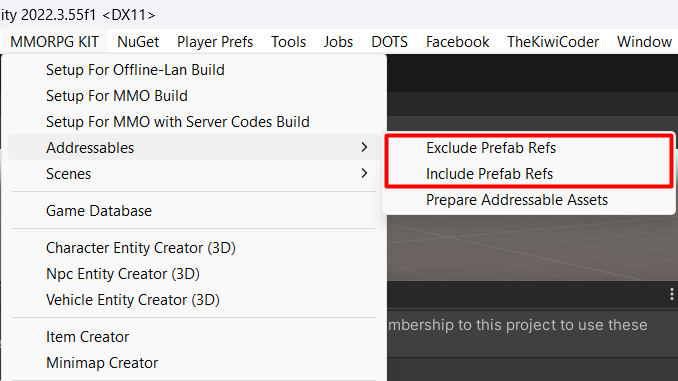 ity 2022.3.55f1 <DX11>
MMORPG KIT NuGet Player Prefs Tools Jobs DOTS Facebook TheKiwiCoder Window
Setup For Offline-Lan Build
Setup For MMO Build
Setup For MMO with Server Codes Build
Addressables
Exclude Prefab Refs
Scenes
Include Prefab Refs
Prepare Addressable Assets
Game Database
Character Entity Creator (3D)
Npc Entity Creator (3D)
Vehicle Entity Creator (3D)
mbership to this project to use these
Item Creator
Minimap Creator